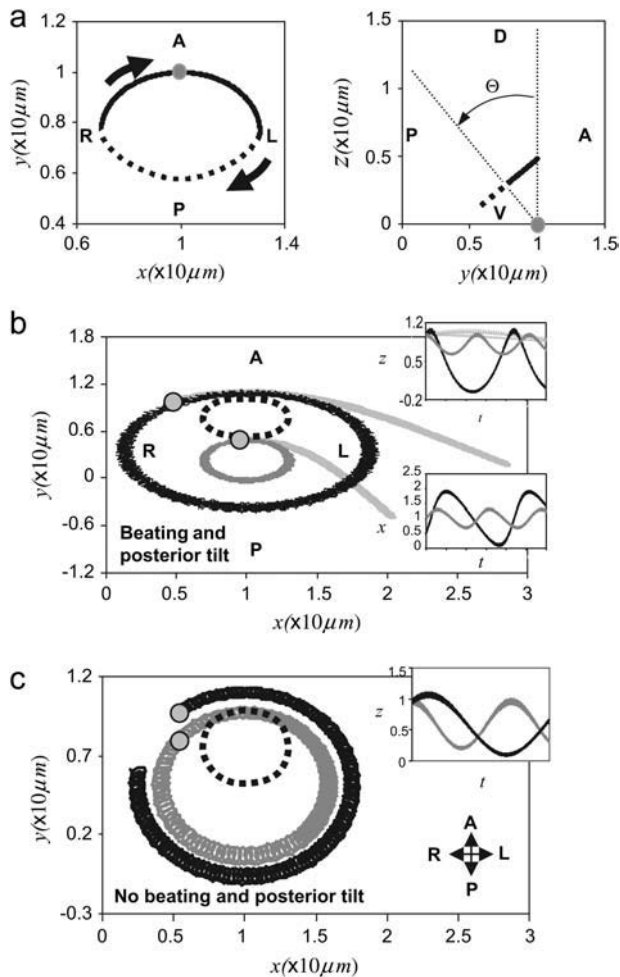 a
1.2
1
0.8
0.6
0.4
y(x10μm)
A
R
L
P
0.6
1
1.4
x(x10μm)
1.5
1
0.5
0
z(x10μm)
D
Θ
P
A
V
0
0.5
1
1.5
y(x10μm)
b
1.8
1.2
0.6
0
-0.6
-1.2
y(x10μm)
A
R
L
P
Beating and
posterior tilt
0
0.5
1
1.5
2
2.5
3
x(x10μm)
1.2
z
0.5
-0.2
t
2.5
2
1.5
1
0.5
0
x
t
c
1.2
0.7
0.2
-0.3
y(x10μm)
No beating and posterior tilt
0
0.5
1
1.5
2
2.5
3
x(x10μm)
1.5
z
1
0.5
0
t
A
R
L
P